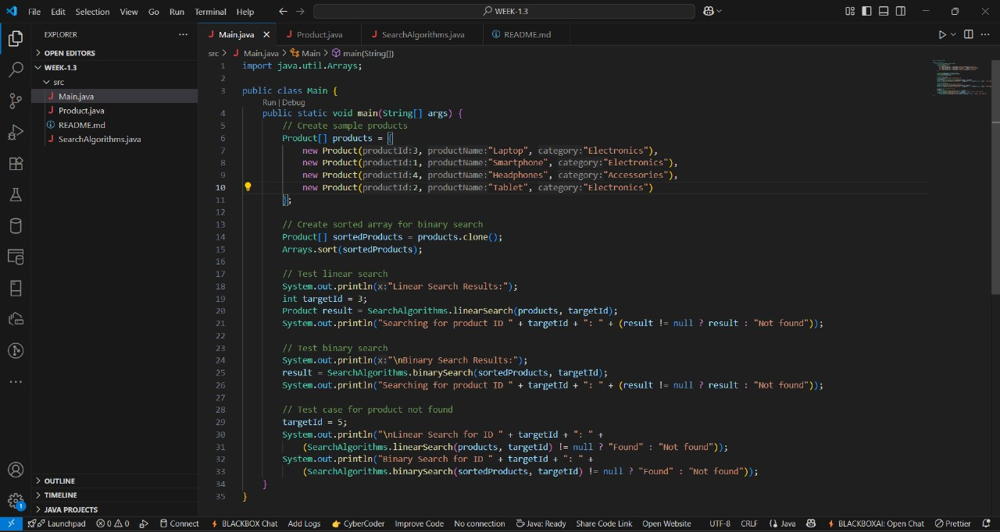 File Edit Selection View Go Run Terminal Help WEEK-1.3
EXPLORER
OPEN EDITORS
WEEK-1.3
src
Main.java
Product.java
README.md
SearchAlgorithms.java
OUTLINE
TIMELINE
JAVA PROJECTS
Main.java Product.java SearchAlgorithms.java README.md
src > Main.java > Main > main(String[])
1 import java.util.Arrays;
2
3 public class Main {
Run | Debug
4 public static void main(String[] args) {
5 // Create sample products
6 Product[] products = {
7 new Product(productId:3, productName:"Laptop", category:"Electronics"),
8 new Product(productId:1, productName:"Smartphone", category:"Electronics"),
9 new Product(productId:4, productName:"Headphones", category:"Accessories"),
10 new Product(productId:2, productName:"Tablet", category:"Electronics")
11 };
12
13 // Create sorted array for binary search
14 Product[] sortedProducts = products.clone();
15 Arrays.sort(sortedProducts);
16
17 // Test linear search
18 System.out.println(x:"Linear Search Results:");
19 int targetId = 3;
20 Product result = SearchAlgorithms.linearSearch(products, targetId);
21 System.out.println("Searching for product ID " + targetId + ": " + (result != null ? result : "Not found"));
22
23 // Test binary search
24 System.out.println(x:"\nBinary Search Results:");
25 result = SearchAlgorithms.binarySearch(sortedProducts, targetId);
26 System.out.println("Searching for product ID " + targetId + ": " + (result != null ? result : "Not found"));
27
28 // Test case for product not found
29 targetId = 5;
30 System.out.println("\nLinear Search for ID " + targetId + ": " +
31 (SearchAlgorithms.linearSearch(products, targetId) != null ? "Found" : "Not found"));
32 System.out.println("Binary Search for ID " + targetId + ": " +
33 (SearchAlgorithms.binarySearch(sortedProducts, targetId) != null ? "Found" : "Not found"));
34 }
35 }
1
Launchpad 0 0 Connect BLACKBOX Chat Add Logs CyberCoder Improve Code No connection Java: Ready Share Code Link Open Website UTF-8 CRLF Java BLACKBOXAI: Open Chat Prettier